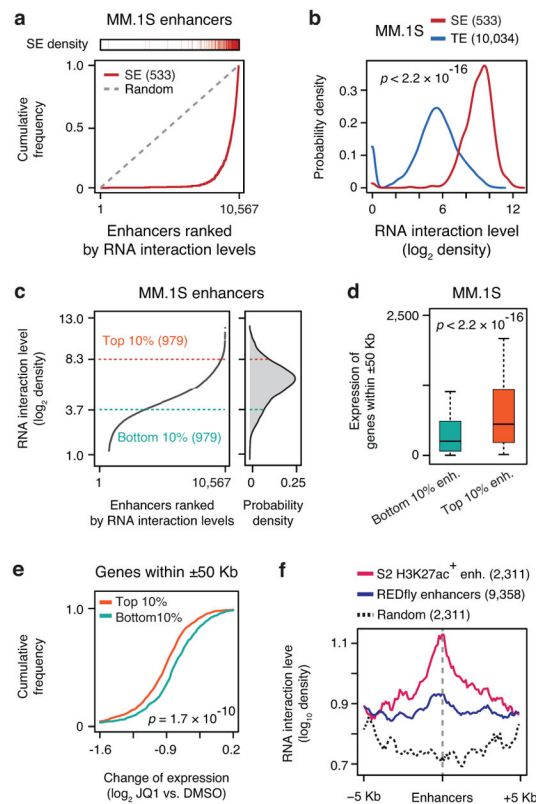 a
MM.1S enhancers
SE density
1.0
0.5
0
Cumulative
frequency
SE (533)
Random
1
10,567
Enhancers ranked
by RNA interaction levels
b
MM.1S
SE (533)
TE (10,034)
p < 2.2 × 10-16
Probability density
0.3
0.2
0.1
0
0
6
12
RNA interaction level
(log2 density)
c
MM.1S enhancers
RNA interaction level
(log2 density)
13.0
8.3
3.7
1.0
Top 10% (979)
Bottom 10% (979)
1
10,567
Enhancers ranked
by RNA interaction levels
0
0.25
Probability
density
d
MM.1S
p < 2.2 × 10-16
Expression of
genes within ±50 Kb
2,500
0
Bottom 10% enh.
Top 10% enh.
e
Genes within ±50 Kb
Top 10%
Bottom10%
Cumulative
frequency
1.0
0
p = 1.7 × 10-10
-1.6
-0.9
0.2
Change of expression
(log2 JQ1 vs. DMSO)
f
S2 H3K27ac+ enh. (2,311)
REDfly enhancers (9,358)
Random (2,311)
RNA interaction leve
(log10 density)
1.1
0.9
0.7
−5 Kb
Enhancers
+5 Kb